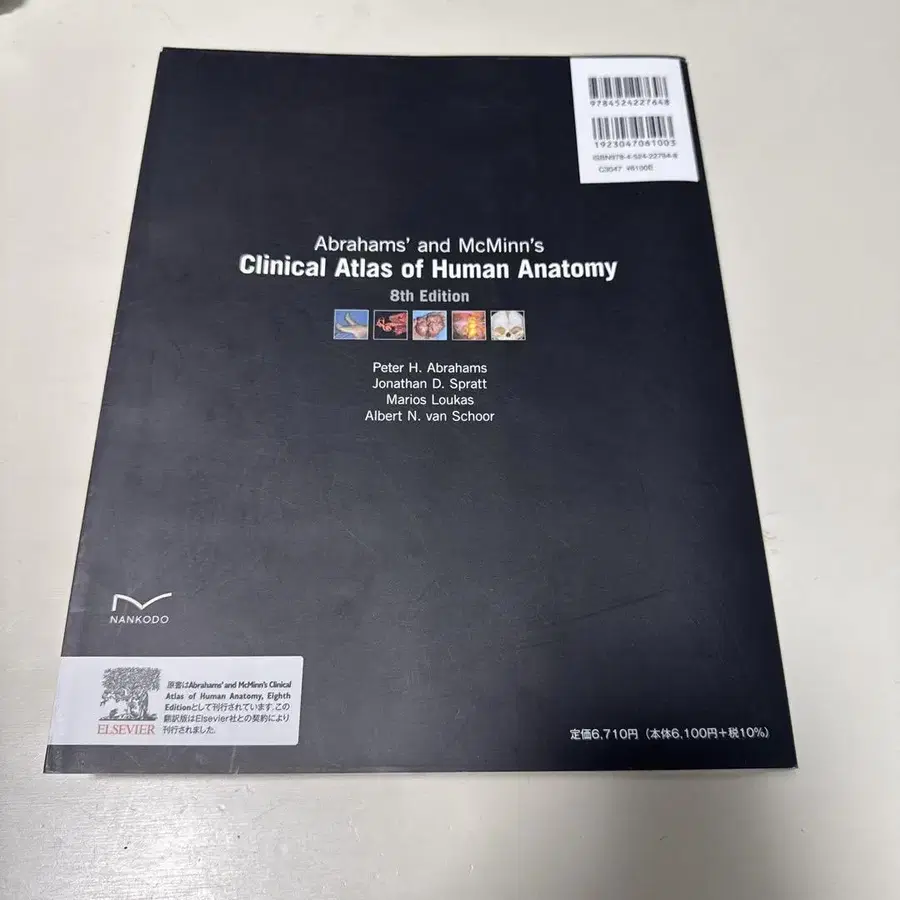 9784524227648
1923047061003
ISBN978-4-524-22764-8
C3047 ¥6100E
Abrahams' and McMinn's
Clinical Atlas of Human Anatomy
8th Edition
Peter H. Abrahams
Jonathan D. Spratt
Marios Loukas
Albert N. van Schoor
NANKODO
ELSEVIER
原書はAbrahams' and McMinn's Clinical
Atlas of Human Anatomy, Eighth
Editionとして刊行されています.この
翻訳版はElsevier社との契約により
刊行されました.
定価6,710円（本体6,100円+税10%）